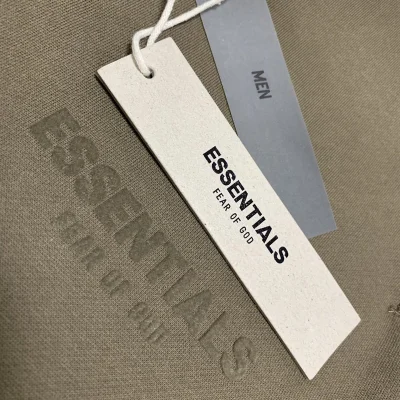 MEN
ESSENTIALS
FEAR OF GOD
ESSENTIALS
FEAR OF GOD